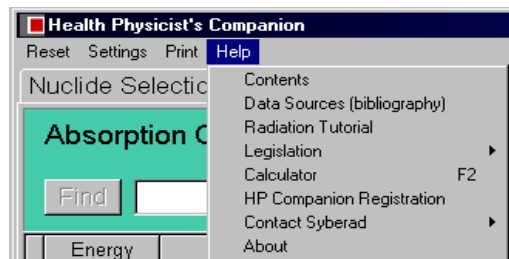 Health Physicist's Companion
Reset Settings Print Help
Nuclide Selectio
Contents
Data Sources (bibliography)
Radiation Tutorial
Legislation
Calculator F2
HP Companion Registration
Contact Syberad
About
Absorption C
Find
Energy